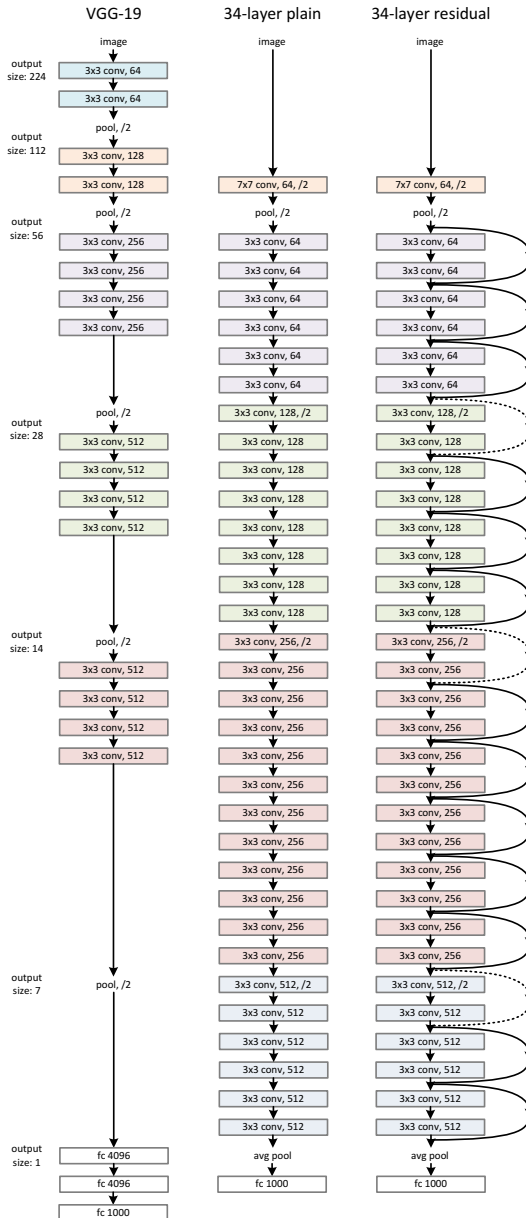 output
size: 224
output
size: 112
output
size: 56
output
size: 28
output
size: 14
output
size: 7
output
size: 1
VGG-19
image
3x3 conv, 64
3x3 conv, 64
pool, /2
3x3 conv, 128
3x3 conv, 128
pool, /2
3x3 conv, 256
3x3 conv, 256
3x3 conv, 256
3x3 conv, 256
pool, /2
3x3 conv, 512
3x3 conv, 512
3x3 conv, 512
3x3 conv, 512
pool, /2
3x3 conv, 512
3x3 conv, 512
3x3 conv, 512
3x3 conv, 512
pool, /2
fc 4096
fc 4096
fc 1000
34-layer plain
image
7x7 conv, 64, /2
pool, /2
3x3 conv, 64
3x3 conv, 64
3x3 conv, 64
3x3 conv, 64
3x3 conv, 64
3x3 conv, 64
3x3 conv, 128, /2
3x3 conv, 128
3x3 conv, 128
3x3 conv, 128
3x3 conv, 128
3x3 conv, 128
3x3 conv, 128
3x3 conv, 128
3x3 conv, 256, /2
3x3 conv, 256
3x3 conv, 256
3x3 conv, 256
3x3 conv, 256
3x3 conv, 256
3x3 conv, 256
3x3 conv, 256
3x3 conv, 256
3x3 conv, 256
3x3 conv, 256
3x3 conv, 256
3x3 conv, 512, /2
3x3 conv, 512
3x3 conv, 512
3x3 conv, 512
3x3 conv, 512
3x3 conv, 512
avg pool
fc 1000
34-layer residual
image
7x7 conv, 64, /2
pool, /2
3x3 conv, 64
3x3 conv, 64
3x3 conv, 64
3x3 conv, 64
3x3 conv, 64
3x3 conv, 64
3x3 conv, 128, /2
3x3 conv, 128
3x3 conv, 128
3x3 conv, 128
3x3 conv, 128
3x3 conv, 128
3x3 conv, 128
3x3 conv, 128
3x3 conv, 256, /2
3x3 conv, 256
3x3 conv, 256
3x3 conv, 256
3x3 conv, 256
3x3 conv, 256
3x3 conv, 256
3x3 conv, 256
3x3 conv, 256
3x3 conv, 256
3x3 conv, 256
3x3 conv, 256
3x3 conv, 512, /2
3x3 conv, 512
3x3 conv, 512
3x3 conv, 512
3x3 conv, 512
3x3 conv, 512
avg pool
fc 1000